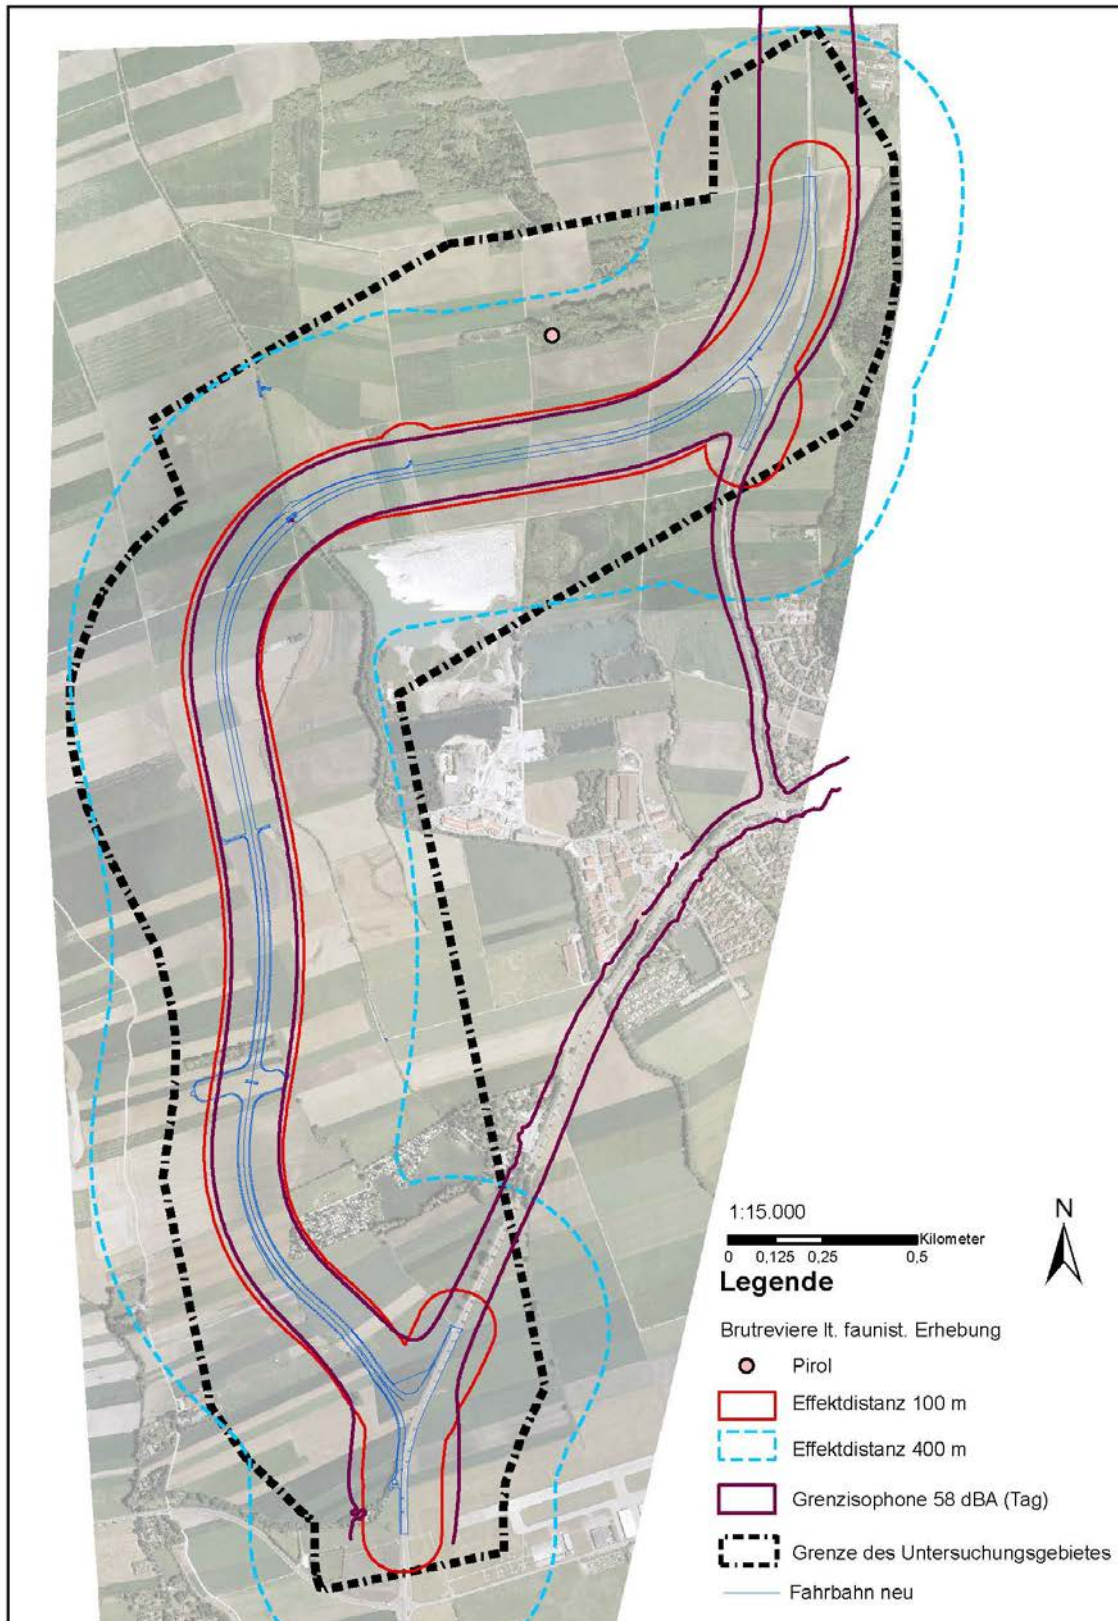 1:15.000
N
0 0,125 0,25 0,5 Kilometer
Legende
Brutreviere lt. faunist. Erhebung
Pirol
Effektdistanz 100 m
Effektdistanz 400 m
Grenzisophone 58 dBA (Tag)
Grenze des Untersuchungsgebietes
Fahrbahn neu